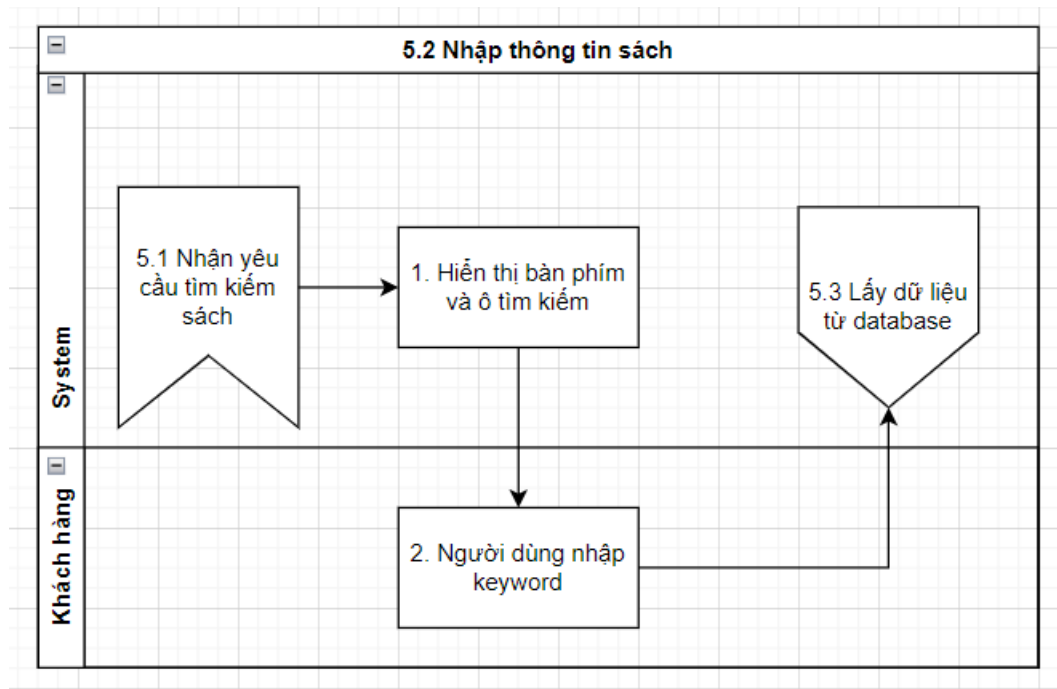 5.2 Nhập thông tin sách
System
5.1 Nhận yêu
cầu tìm kiếm
sách
1. Hiển thị bàn phím
và ô tìm kiếm
5.3 Lấy dữ liệu
từ database
Khách hàng
2. Người dùng nhập
keyword